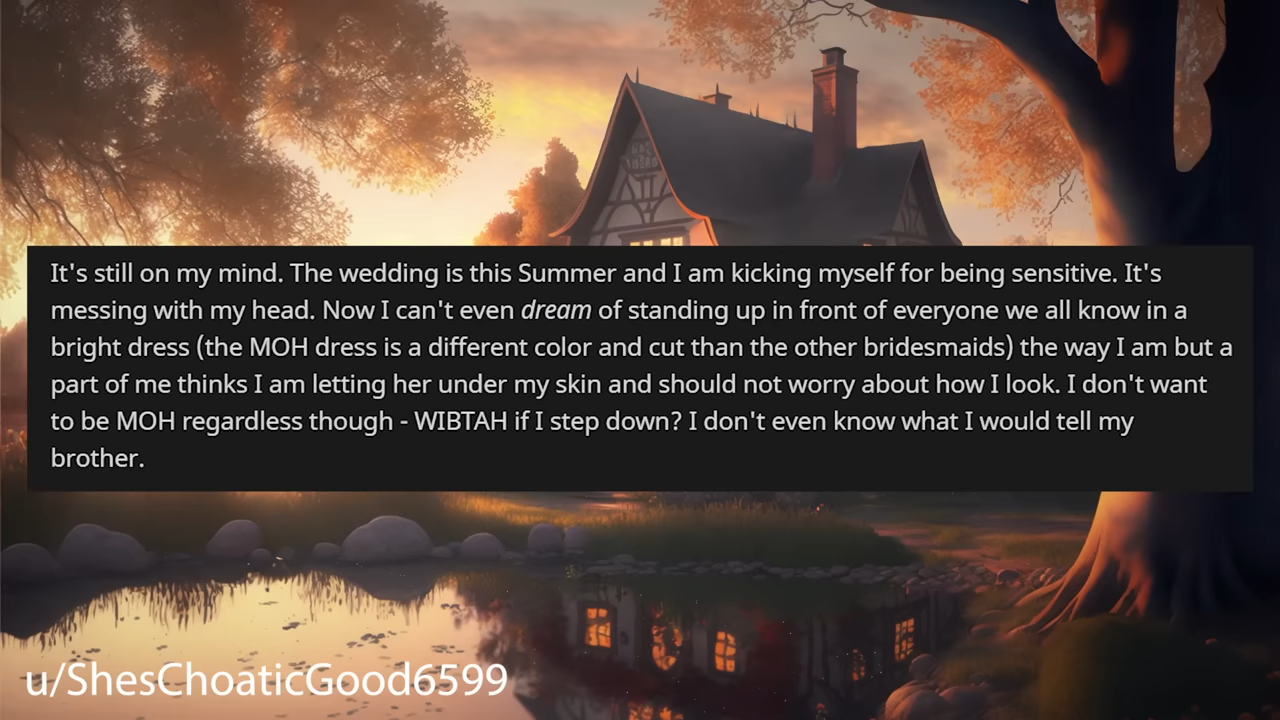 It's still on my mind. The wedding is this Summer and I am kicking myself for being sensitive. It's
messing with my head. Now I can't even dream of standing up in front of everyone we all know in a
bright dress (the MOH dress is a different color and cut than the other bridesmaids) the way I am but a
part of me thinks I am letting her under my skin and should not worry about how I look. I don't want
to be MOH regardless though - WIBTAH if I step down? I don't even know what I would tell my
brother.
u/ShesChoaticGood6599